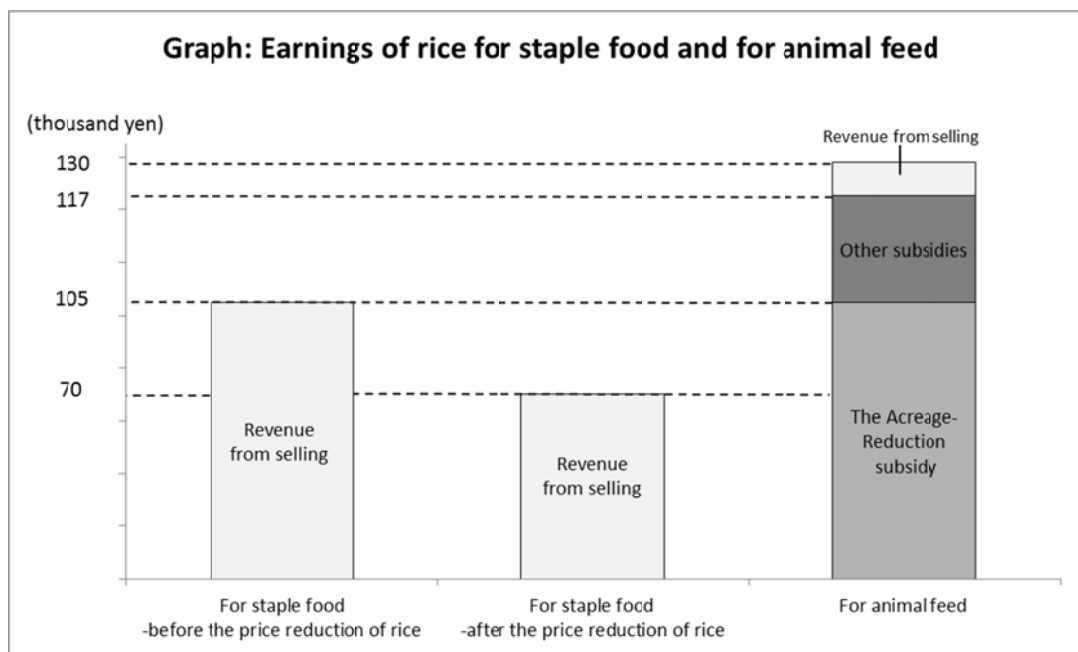 Graph: Earnings of rice for staple food and for animal feed
(thousand yen)
130
117
105
70
Revenue from selling
Other subsidies
The Acreage-
Reduction
subsidy
Revenue
from selling
Revenue
from selling
For staple food
-before the price reduction of rice
For staple food
-after the price reduction of rice
For animal feed